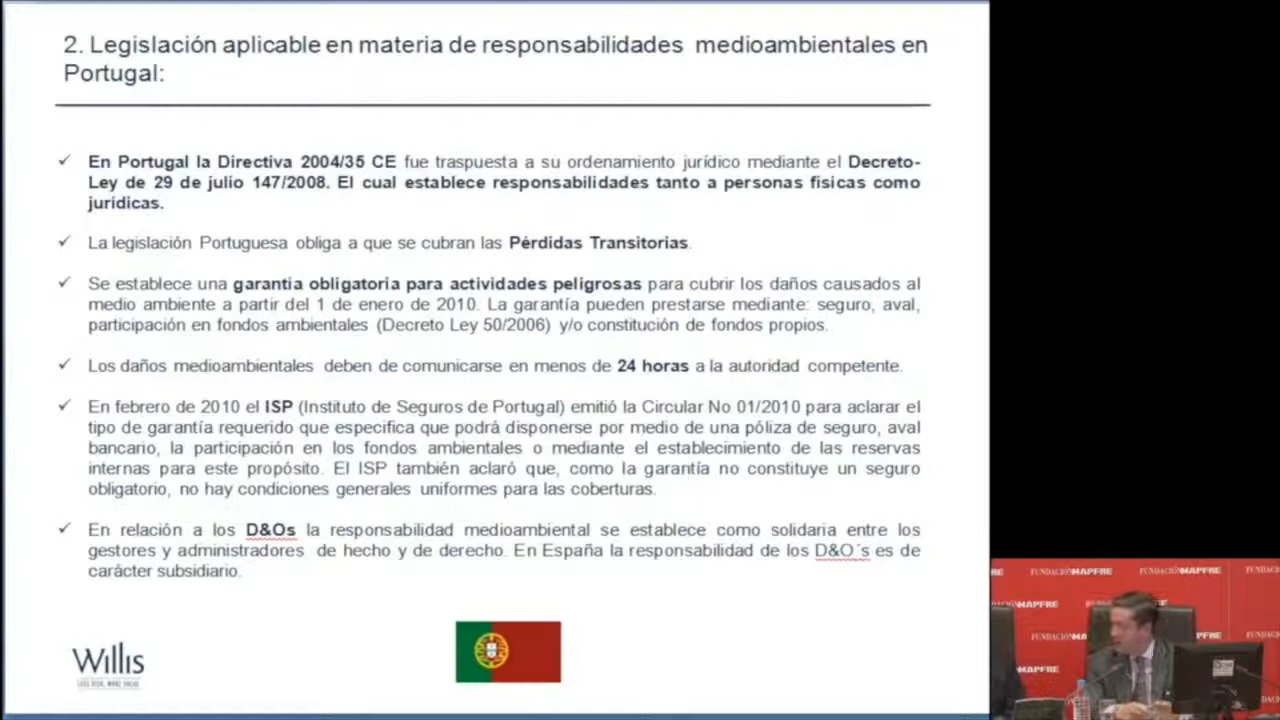 2. Legislación aplicable en materia de responsabilidades medioambientales en
Portugal:
✓ En Portugal la Directiva 2004/35 CE fue traspuesta a su ordenamiento jurídico mediante el Decreto-
Ley de 29 de julio 147/2008. El cual establece responsabilidades tanto a personas físicas como
jurídicas.
✓ La legislación Portuguesa obliga a que se cubran las Pérdidas Transitorias.
✓ Se establece una garantía obligatoria para actividades peligrosas para cubrir los daños causados al
medio ambiente a partir del 1 de enero de 2010. La garantía pueden prestarse mediante: seguro, aval,
participación en fondos ambientales (Decreto Ley 50/2006) y/o constitución de fondos propios.
✓ Los daños medioambientales deben de comunicarse en menos de 24 horas a la autoridad competente.
✓ En febrero de 2010 el ISP (Instituto de Seguros de Portugal) emitió la Circular No 01/2010 para aclarar el
tipo de garantía requerido que especifica que podrá disponerse por medio de una póliza de seguro, aval
bancario, la participación en los fondos ambientales o mediante el establecimiento de las reservas
internas para este propósito. El ISP también aclaró que, como la garantía no constituye un seguro
obligatorio, no hay condiciones generales uniformes para las coberturas.
✓ En relación a los D&Os la responsabilidad medioambiental se establece como solidaria entre los
gestores y administradores de hecho y de derecho. En España la responsabilidad de los D&O´s es de
carácter subsidiario.
Willis
RE FUNDACIÓN MAPFRE FUNDACIÓN MAPFRE FUNDACIÓN
MAPFRE
FUNDACIÓN MA PFRE FUNDACIÓN
MAPFRE